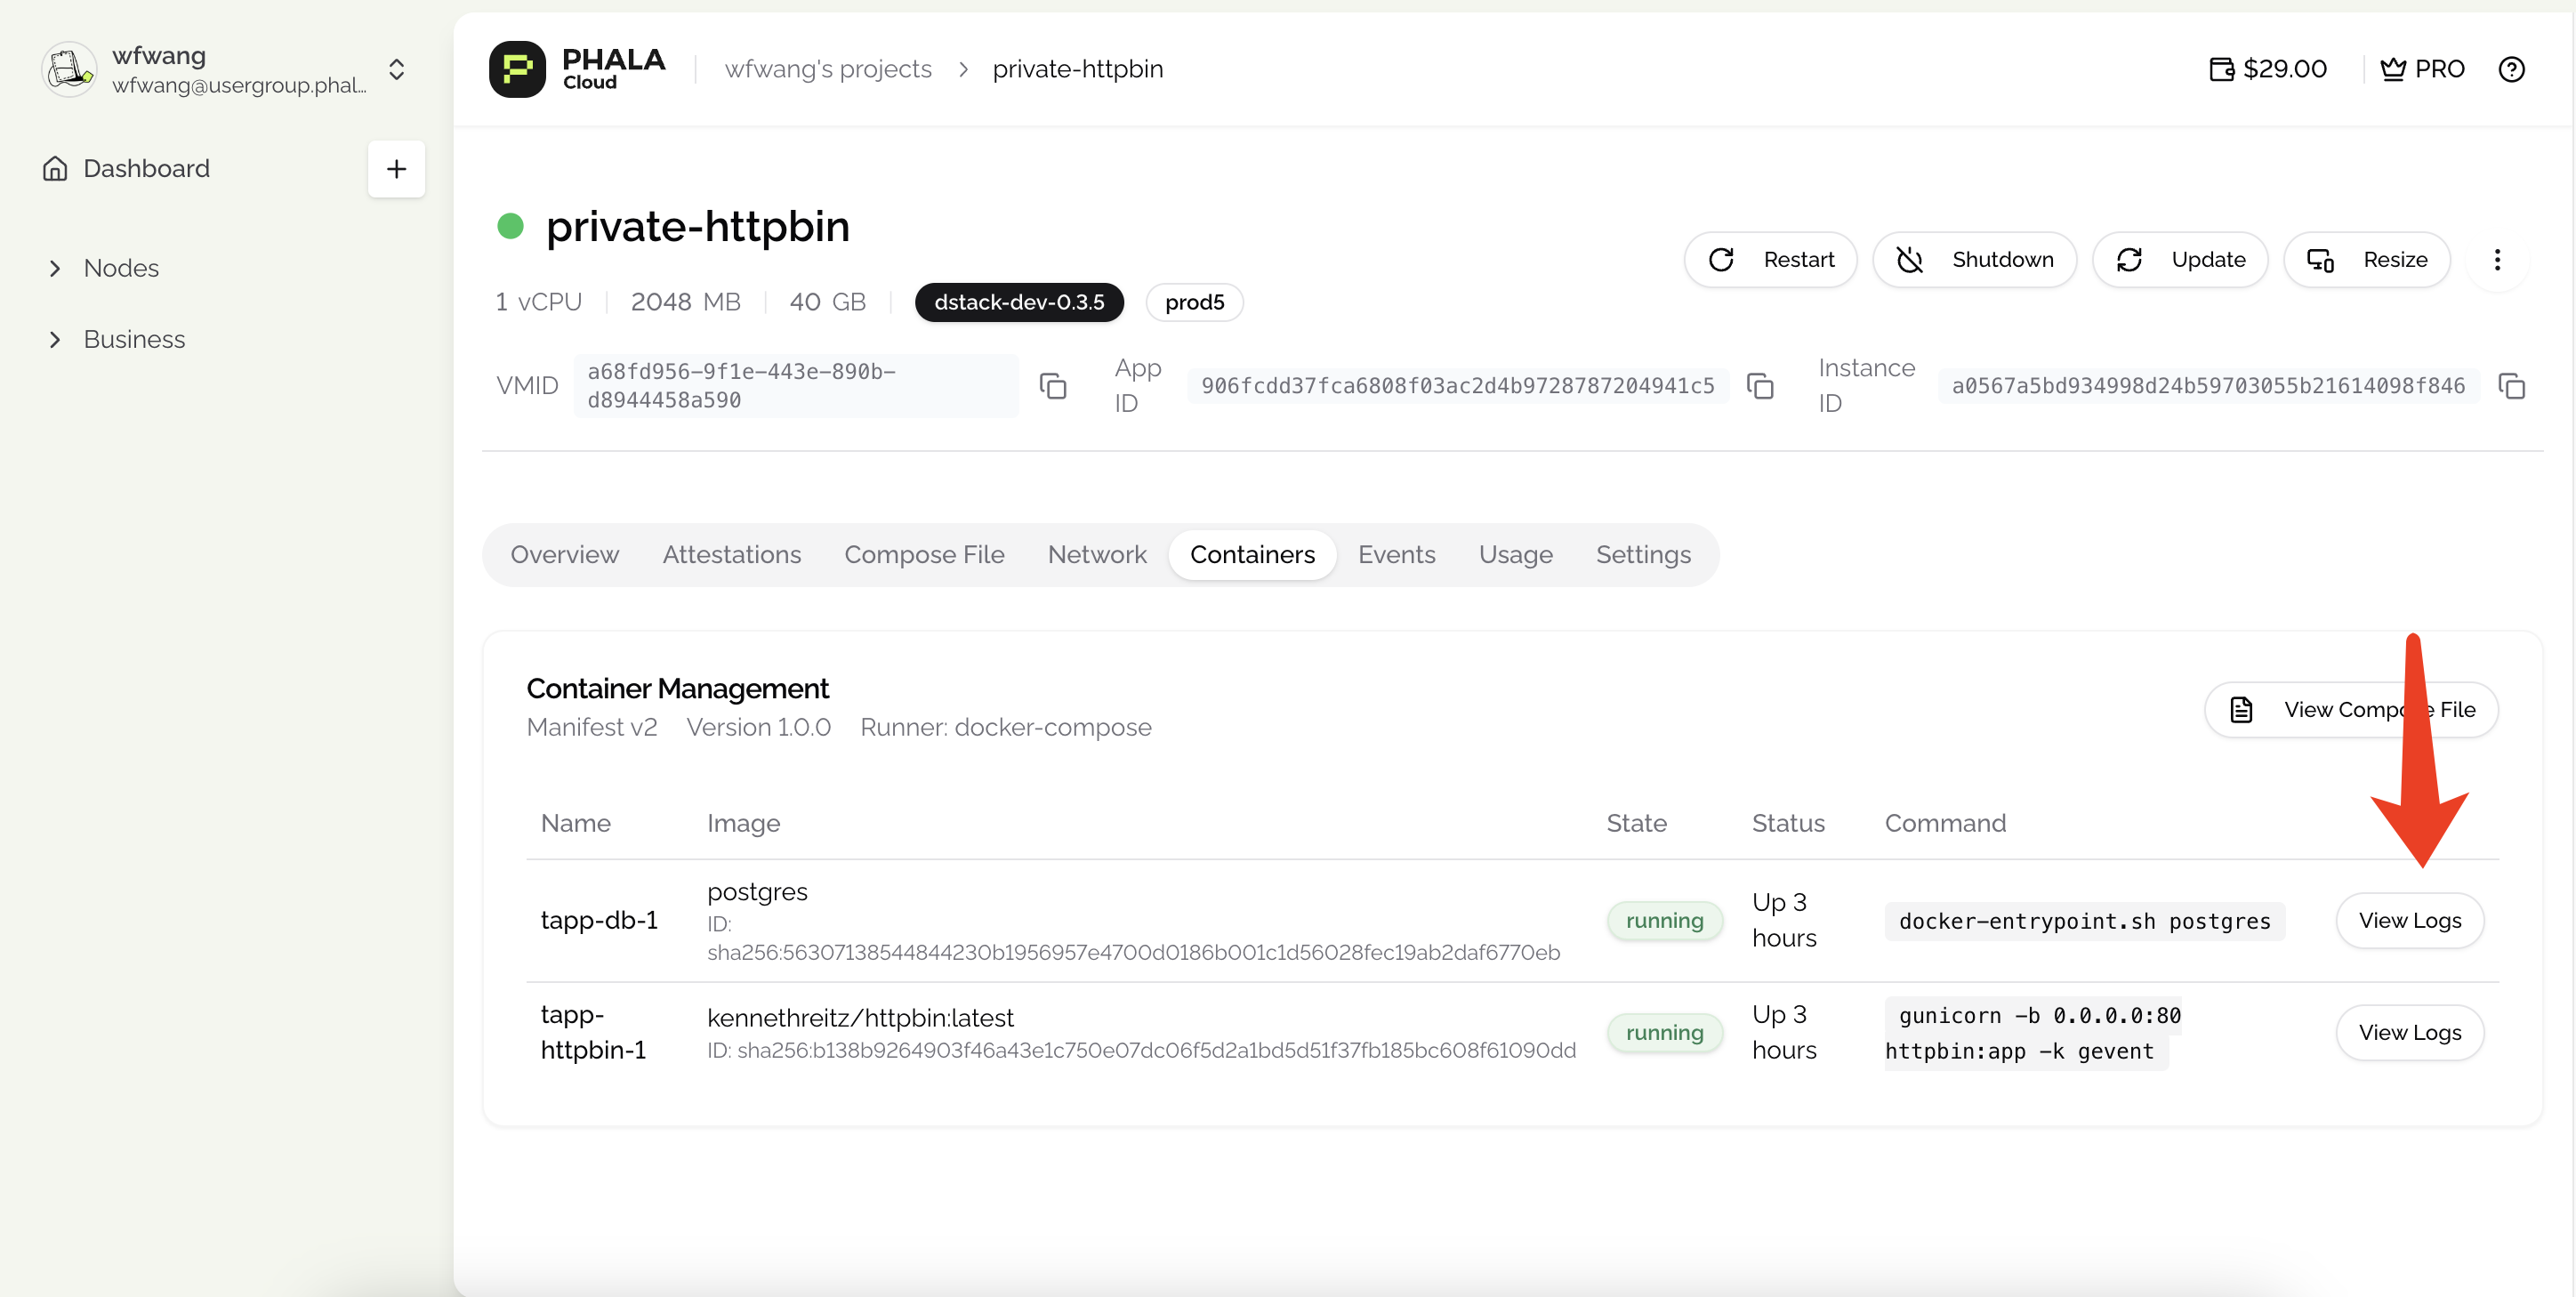 wfwang
wfwang@usergroup.phal...
Dashboard
Nodes
Business
PHALA
Cloud
wfwang's projects > private-httpbin
$29.00
PRO
private-httpbin
Restart
Shutdown
Update
Resize
1 vCPU
2048 MB
40 GB
dstack-dev-0.3.5
prod5
VMID
a68fd956-9f1e-443e-890b-
d8944458a590
App
ID
906fcdd37fca6808f03ac2d4b9728787204941c5
Instance
ID
a0567a5bd934998d24b59703055b21614098f846
Overview
Attestations
Compose File
Network
Containers
Events
Usage
Settings
Container Management
Manifest v2 Version 1.0.0 Runner: docker-compose
View Compose File
Name Image State Status Command
tapp-db-1
postgres
ID:
sha256:56307138544844230b1956957e4700d0186b001c1d56028fec19ab2daf6770eb
running
Up 3
hours
docker-entrypoint.sh postgres
View Logs
tapp-
httpbin-1
kennethreitz/httpbin:latest
ID: sha256:b138b9264903f46a43e1c750e07dc06f5d2a1bd5d51f37fb185bc608f61090dd
running
Up 3
hours
gunicorn -b 0.0.0.0:80
httpbin:app -k gevent
View Logs